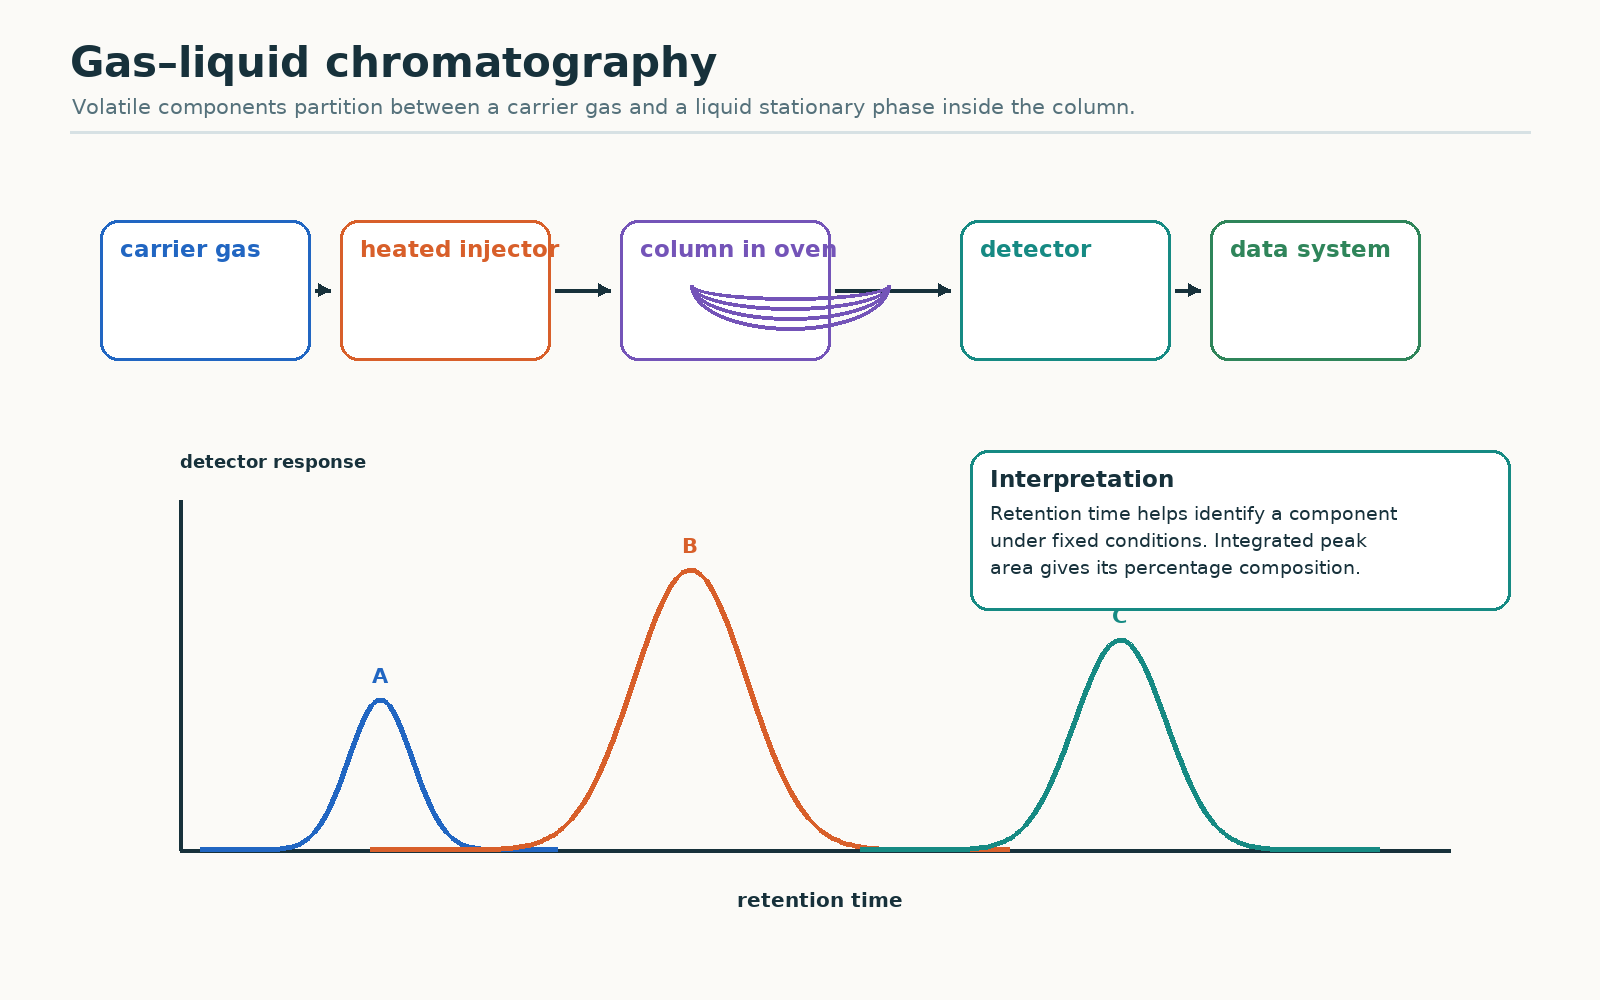 Gas–liquid chromatography
Volatile components partition between a carrier gas and a liquid stationary phase inside the column.
carrier gas
heated injector
column in oven
detector
data system
detector response
Interpretation
Retention time helps identify a component
under fixed conditions. Integrated peak
area gives its percentage composition.
B
C
A
retention time